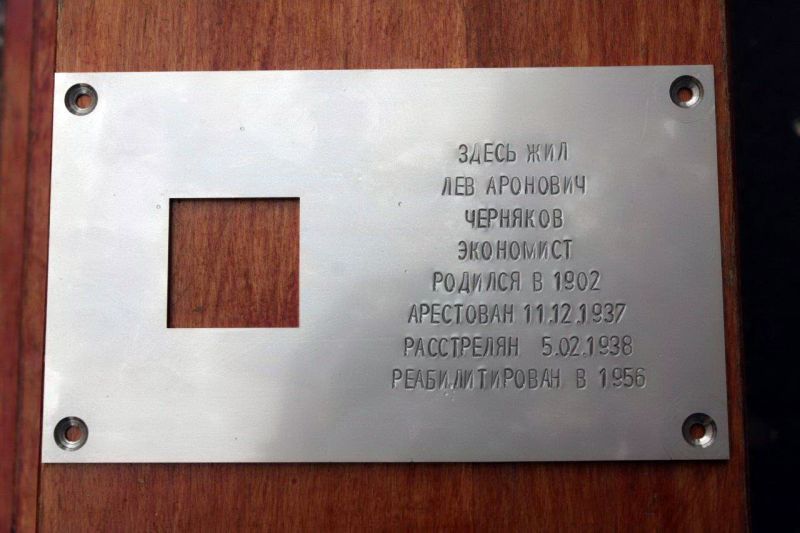 ЗДЕСЬ ЖИЛ
ЛЕВ АРОНОВИЧ
ЧЕРНЯКОВ
ЭКОНОМИСТ
РОДИЛСЯ В 1902
АРЕСТОВАН 11.12.1937
РАССТРЕЛЯН 5.02.1938
РЕАБИЛИТИРОВАН В 1956